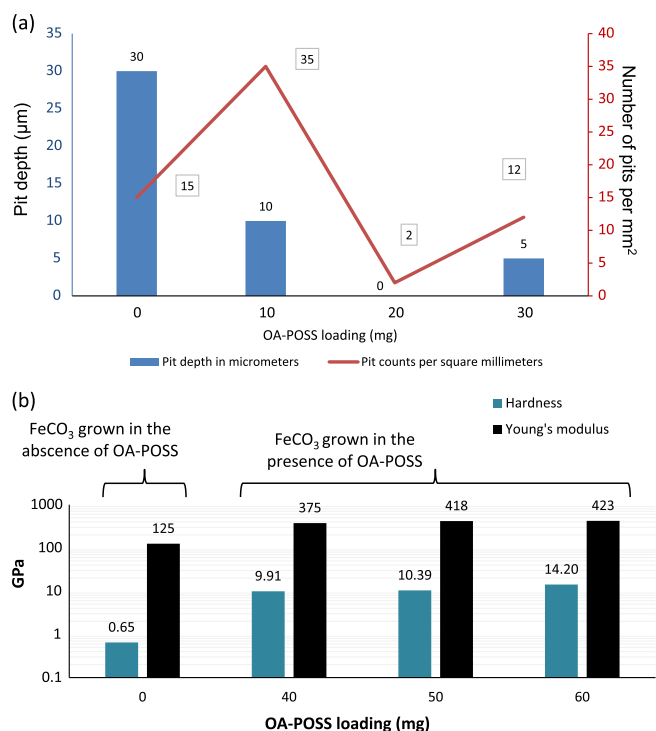 (a)
35
30
25
20
15
10
5
0
Pit depth (µm)
30
10
0
5
15
35
2
12
40
35
30
25
20
15
10
5
0
Number of pits per mm²
0 10 20 30
OA-POSS loading (mg)
Pit depth in micrometers Pit counts per square millimeters
(b)
Hardness
Young's modulus
FeCO₃ grown in the
abscence of OA-POSS
FeCO₃ grown in the
presence of OA-POSS
1000
100
10
1
0.1
GPa
0.65
125
9.91
375
10.39
418
14.20
423
0 40 50 60
OA-POSS loading (mg)